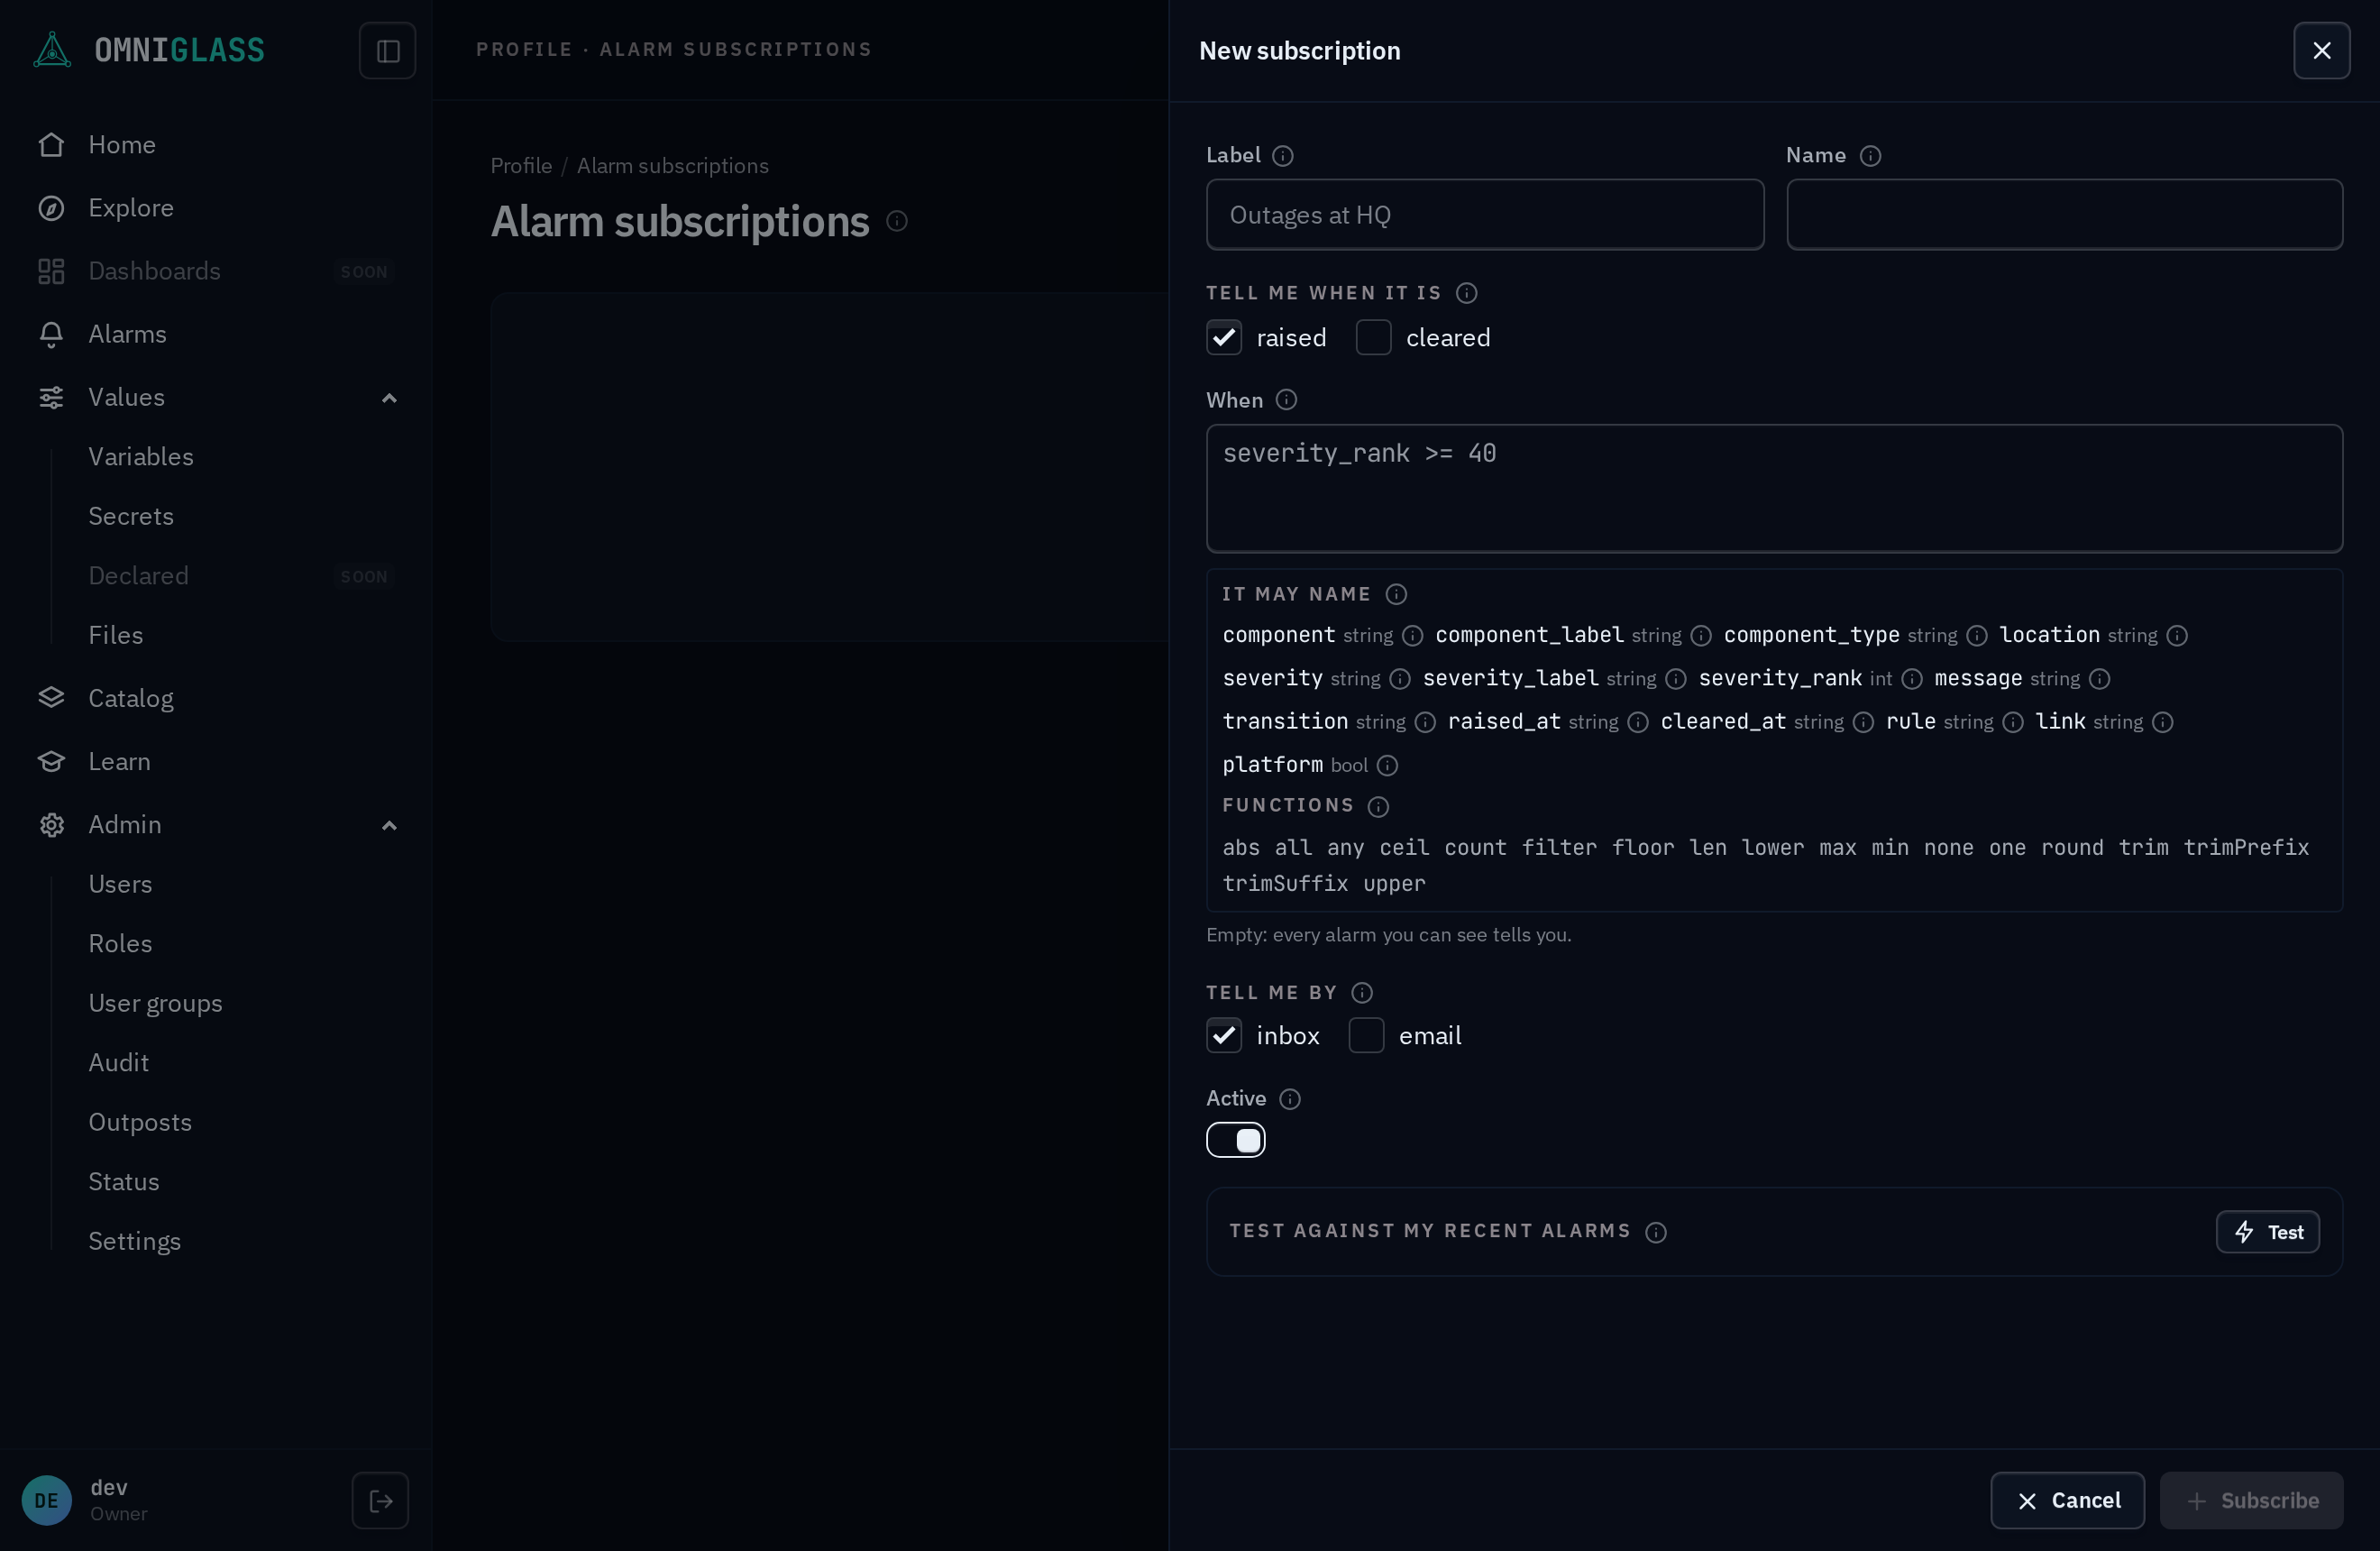 OMNIGLASS
Home
Explore
Dashboards SOON
Alarms
Values
Variables
Secrets
Declared SOON
Files
Catalog
Learn
Admin
Users
Roles
User groups
Audit
Outposts
Status
Settings
DE dev
Owner
PROFILE · ALARM SUBSCRIPTIONS
Profile / Alarm subscriptions
Alarm subscriptions
New subscription
Label Name
Outages at HQ
TELL ME WHEN IT IS
raised cleared
When
severity_rank >= 40
IT MAY NAME
component string component_label string component_type string location string
severity string severity_label string severity_rank int message string
transition string raised_at string cleared_at string rule string link string
platform bool
FUNCTIONS
abs all any ceil count filter floor len lower max min none one round trim trimPrefix
trimSuffix upper
Empty: every alarm you can see tells you.
TELL ME BY
inbox email
Active
TEST AGAINST MY RECENT ALARMS Test
Cancel Subscribe